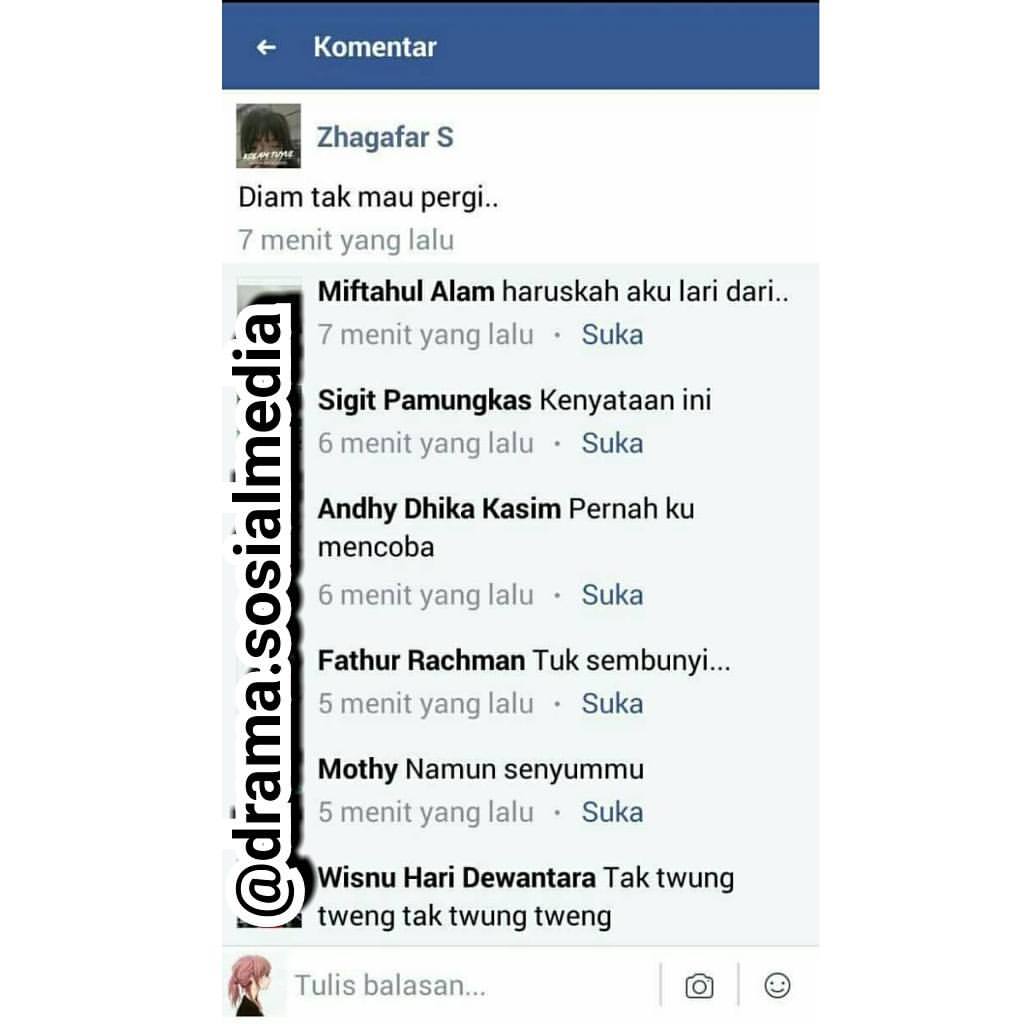 Komentar
Zhagafar S
Diam tak mau pergi..
7 menit yang lalu
Miftahul Alam haruskah aku lari dari..
7 menit yang lalu · Suka
Sigit Pamungkas Kenyataan ini
6 menit yang lalu · Suka
Andhy Dhika Kasim Pernah ku
mencoba
6 menit yang lalu · Suka
Fathur Rachman Tuk sembunyi...
5 menit yang lalu · Suka
Mothy Namun senyummu
5 menit yang lalu · Suka
Wisnu Hari Dewantara Tak twung
tweng tak twung tweng
Tulis balasan...
@drama.sosialmedia